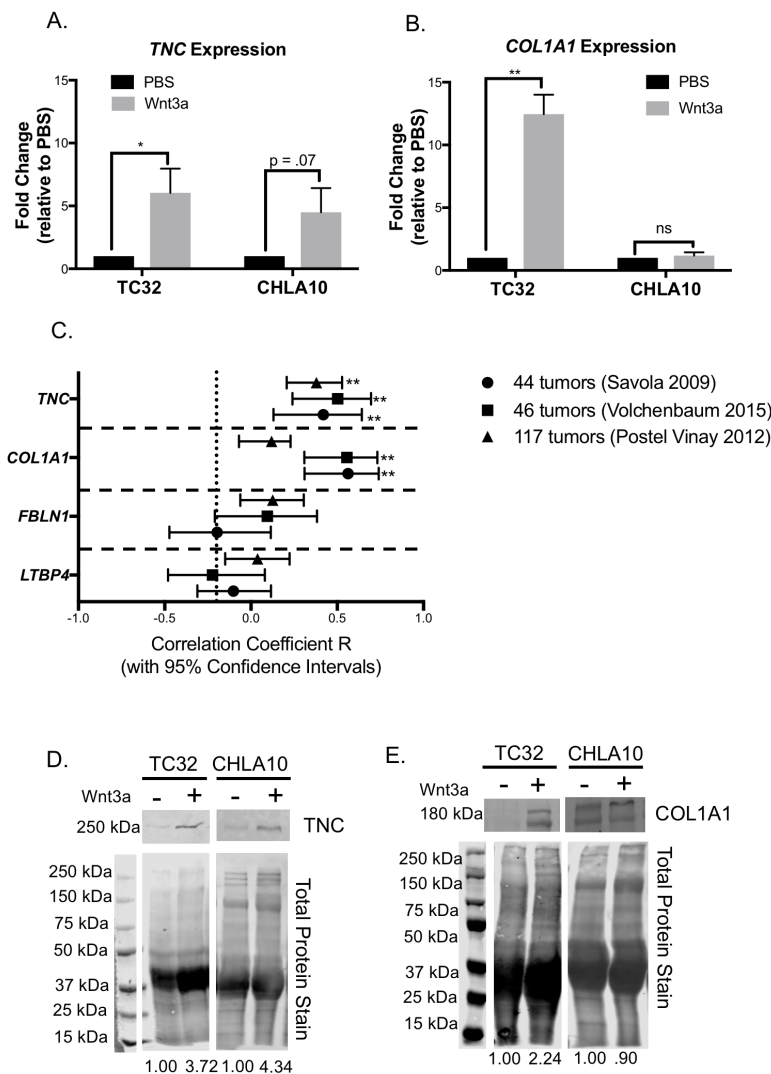 A.
TNC Expression
15
10
5
0
Fold Change
(relative to PBS)
PBS
Wnt3a
*
p = .07
TC32
CHLA10
B.
COL1A1 Expression
15
10
5
0
Fold Change
(relative to PBS)
PBS
Wnt3a
**
ns
TC32
CHLA10
C.
TNC
COL1A1
FBLN1
LTBP4
**
**
**
**
**
-1.0 -0.5 0.0 0.5 1.0
Correlation Coefficient R
(with 95% Confidence Intervals)
44 tumors (Savola 2009)
46 tumors (Volchenbaum 2015)
117 tumors (Postel Vinay 2012)
D.
TC32 CHLA10
Wnt3a - + - +
250 kDa TNC
250 kDa
150 kDa
75 kDa
50 kDa
37 kDa
25 kDa
15 kDa
Total Protein Stain
1.00 3.72 1.00 4.34
E.
TC32 CHLA10
Wnt3a - + - +
180 kDa COL1A1
250 kDa
150 kDa
75 kDa
50 kDa
37 kDa
25 kDa
15 kDa
Total Protein Stain
1.00 2.24 1.00 .90